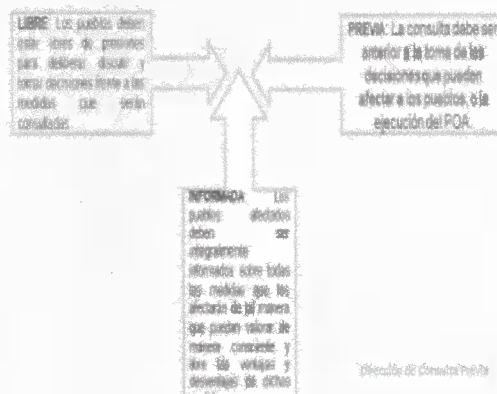 LIBRE: Los pueblos deben
estar libres de presiones
para deliberar, discutir y
tomar decisiones frente a las
medidas que serán
consultadas.
PREVIA: La consulta debe ser
anterior a la toma de las
decisiones que pueden
afectar a los pueblos, o la
ejecución del POA.
INFORMADA: Los
pueblos afectados
deben ser
integralmente
informados sobre todas
las medidas que les
afectarán de tal manera
que puedan valorar de
manera consciente y
libre las ventajas y
desventajas de dichas
Dirección de Consulta Previa